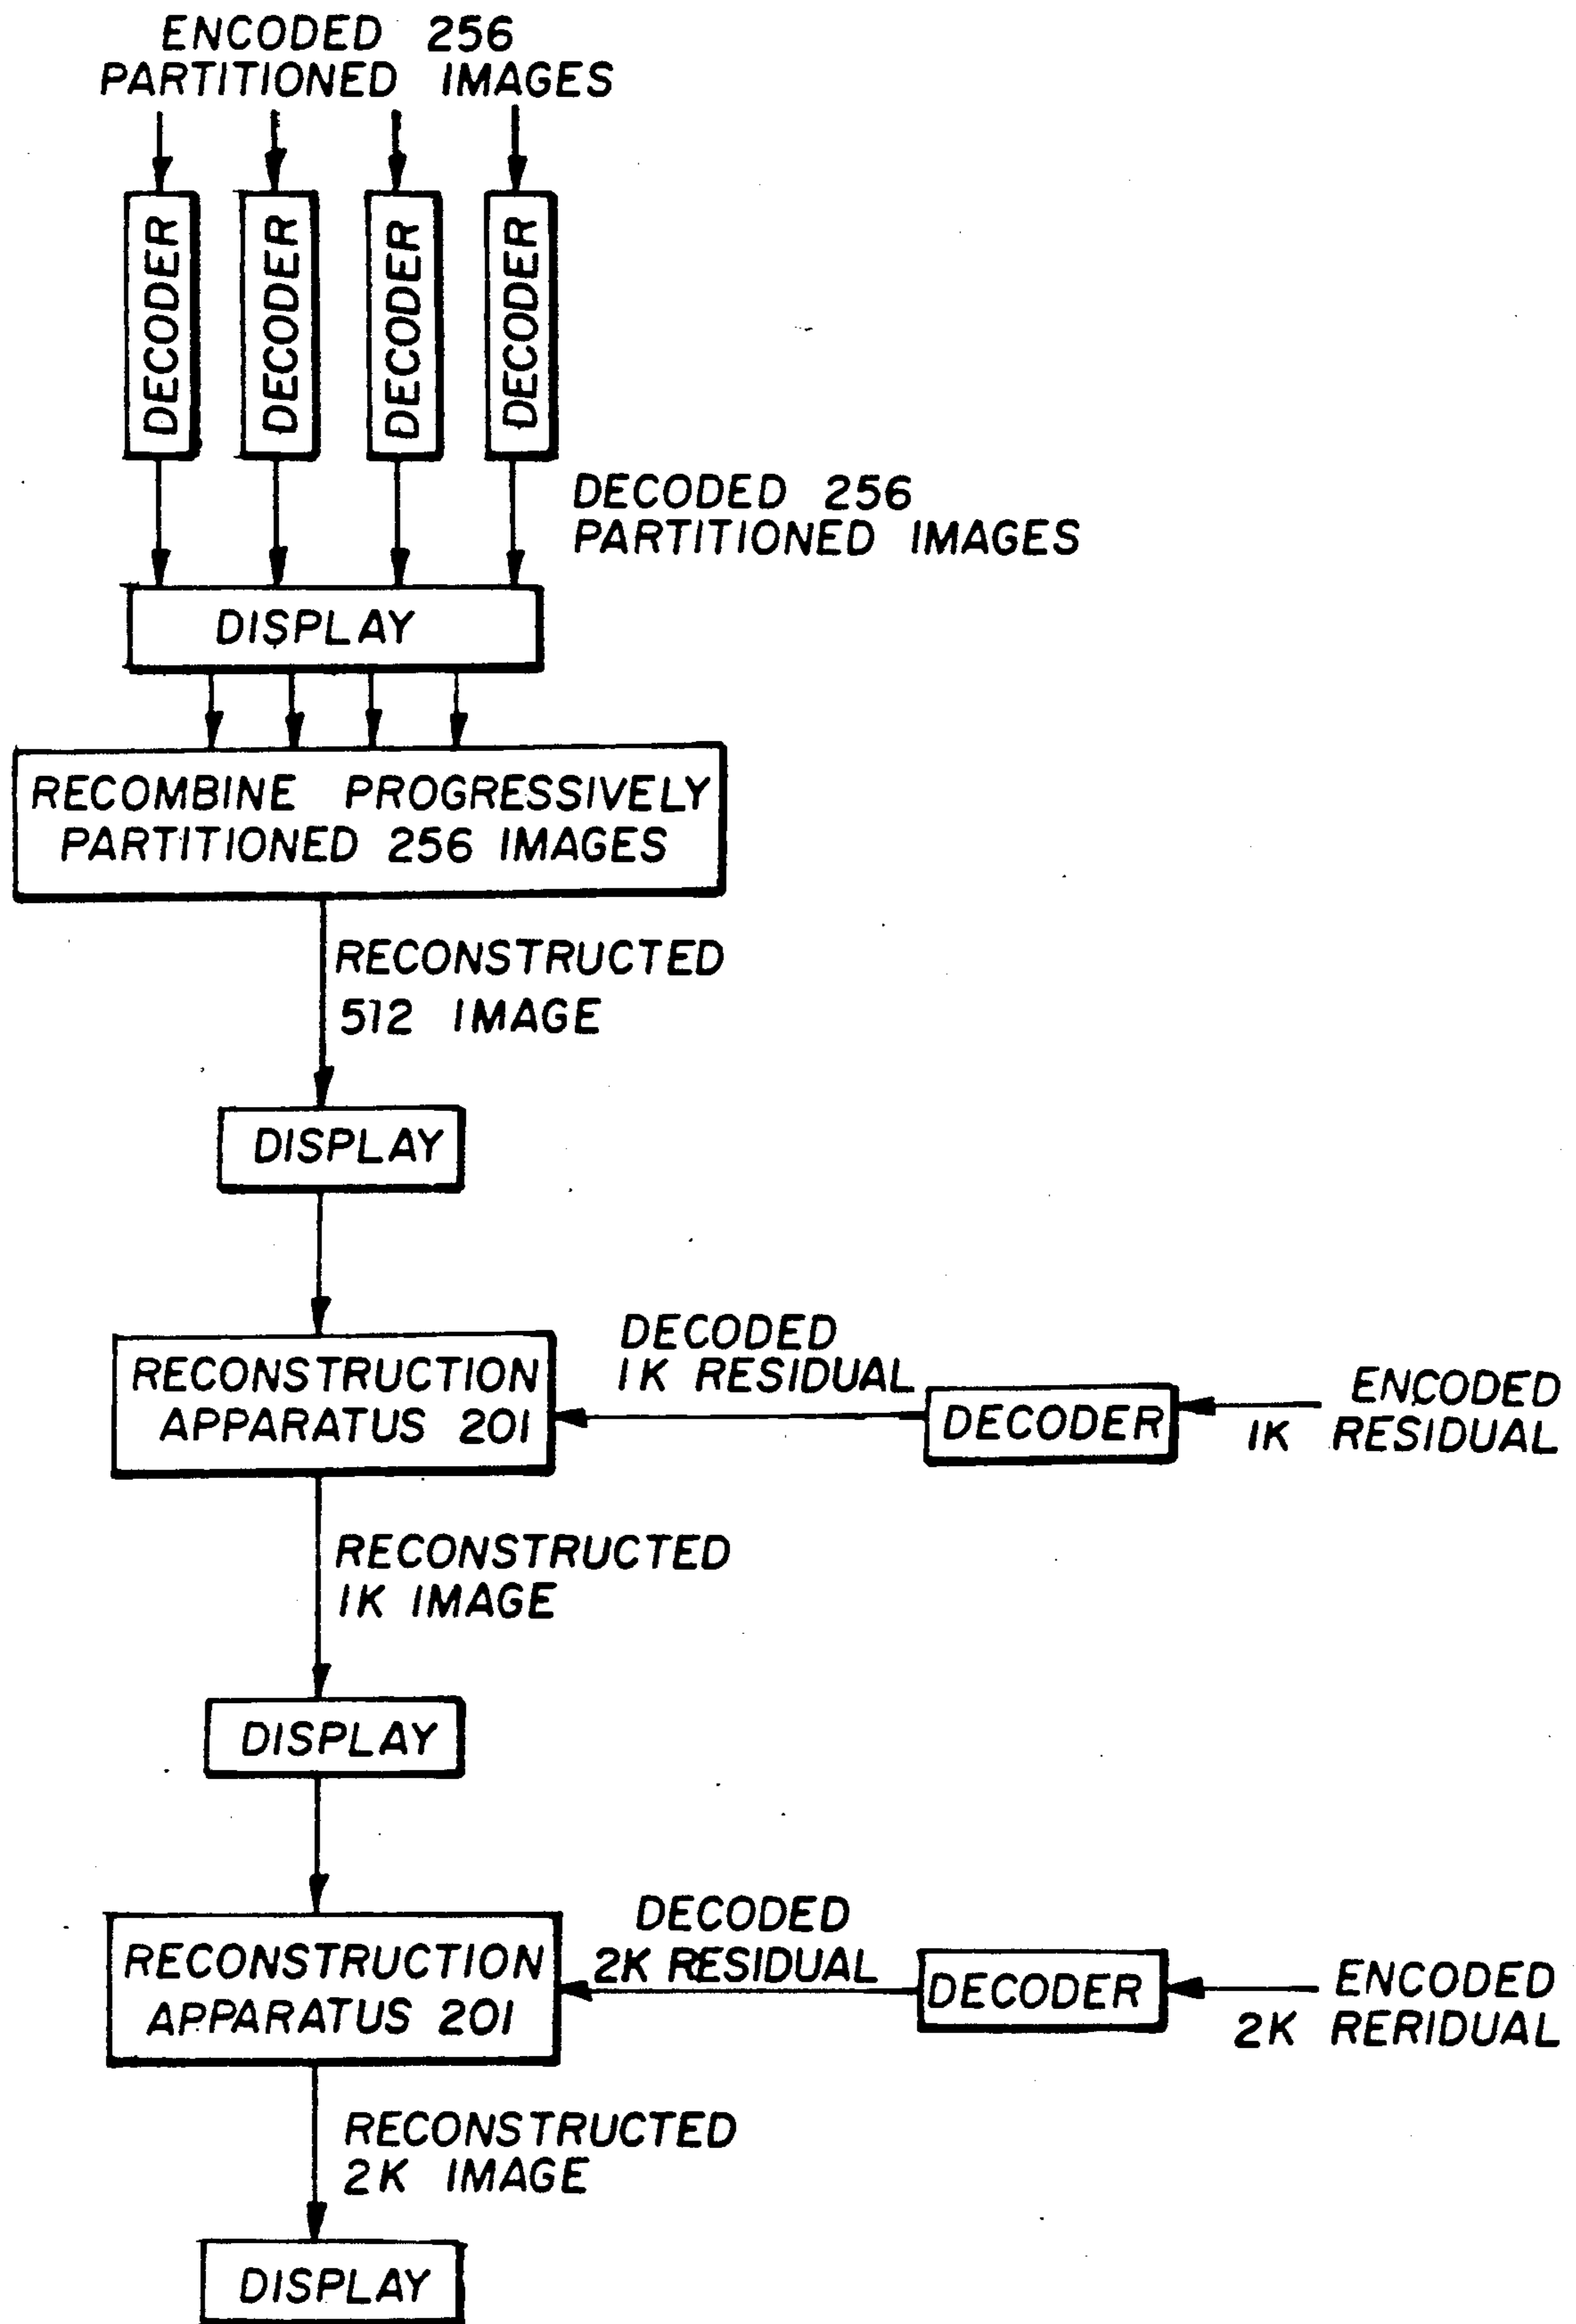 ENCODED 256
PARTITIONED IMAGES
DECODER
DECODER
DECODER
DECODER
DECODED 256
PARTITIONED IMAGES
DISPLAY
RECOMBINE PROGRESSIVELY
PARTITIONED 256 IMAGES
RECONSTRUCTED
512 IMAGE
DISPLAY
RECONSTRUCTION
APPARATUS 201
DECODED
1K RESIDUAL
DECODER
ENCODED
1K RESIDUAL
RECONSTRUCTED
1K IMAGE
DISPLAY
RECONSTRUCTION
APPARATUS 201
DECODED
2K RESIDUAL
DECODER
ENCODED
2K RERIDUAL
RECONSTRUCTED
2K IMAGE
DISPLAY